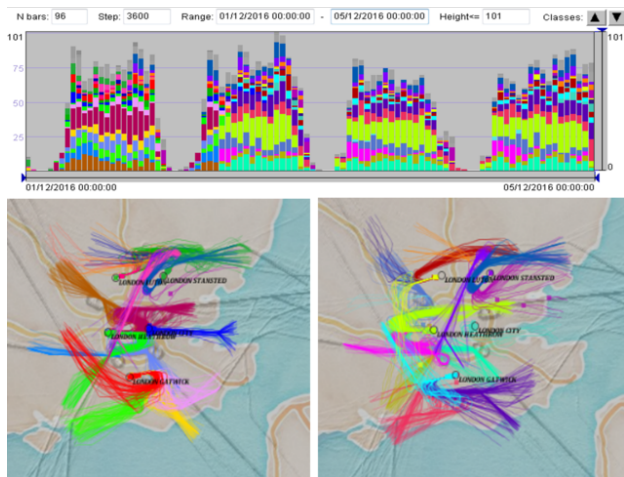 N bars: 96 Step: 3600 Range: 01/12/2016 00:00:00 - 05/12/2016 00:00:00 Height<= 101 Classes:
101 101
75
50
25
0
01/12/2016 00:00:00 05/12/2016 00:00:00
LONDON LUTON LONDON STANSTED
LONDON HEATHROW
LONDON GATWICK
LONDON STANSTED
LONDON CITY
LONDON HEATHROW
LONDON GATWICK